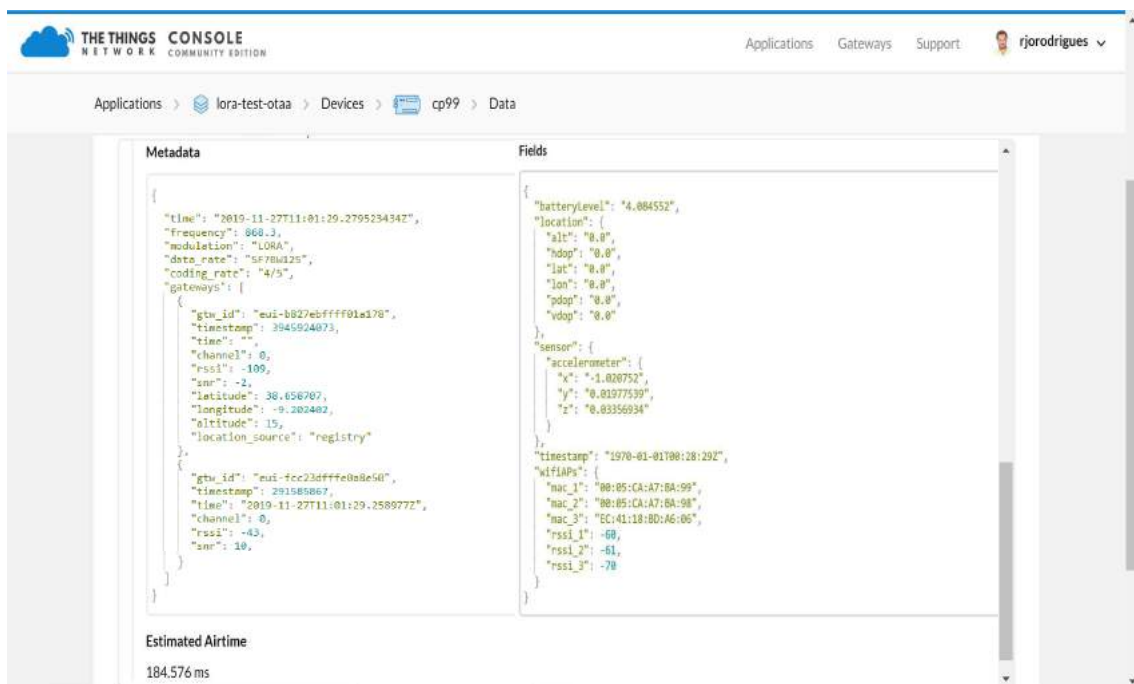 THE THINGS CONSOLE
NETWORK COMMUNITY EDITION
Applications Gateways Support rjorodrigues
Applications > lora-test-otaa > Devices > cp99 > Data
Metadata
{
"time": "2019-11-27T11:01:29.279523434Z",
"frequency": 868.3,
"modulation": "LORA",
"data_rate": "SF7BW125",
"coding_rate": "4/5",
"gateways": [
{
"gtw_id": "eui-b827ebffff01a178",
"timestamp": 3945924073,
"time": "",
"channel": 0,
"rssi": -109,
"snr": -2,
"latitude": 38.658707,
"longitude": -9.202402,
"altitude": 15,
"location_source": "registry"
},
{
"gtw_id": "eui-fcc23dfffe0a8e50",
"timestamp": 291585867,
"time": "2019-11-27T11:01:29.258977Z",
"channel": 0,
"rssi": -43,
"snr": 10,
}
]
}
Fields
{
"batteryLevel": "4.084552",
"location": {
"alt": "0.0",
"hdop": "0.0",
"lat": "0.0",
"lon": "0.0",
"pdop": "0.0",
"vdop": "0.0"
},
"sensor": {
"accelerometer": {
"x": "-1.020752",
"y": "0.01977539",
"z": "0.03356934"
}
},
"timestamp": "1970-01-01T00:28:29Z",
"wifiAPs": {
"mac_1": "00:05:CA:A7:BA:99",
"mac_2": "00:05:CA:A7:BA:98",
"mac_3": "EC:41:18:BD:A6:06",
"rssi_1": -60,
"rssi_2": -61,
"rssi_3": -70
}
}
Estimated Airtime
184.576 ms